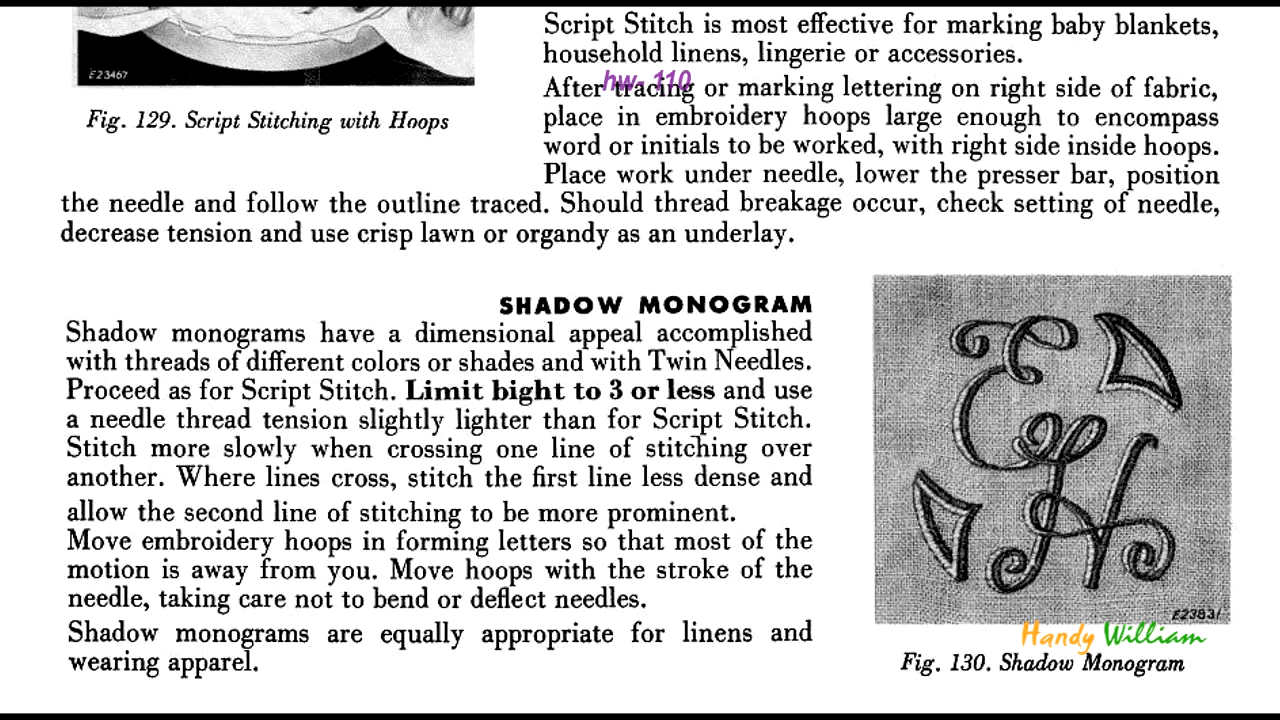 Script Stitch is most effective for marking baby blankets,
household linens, lingerie or accessories.
E23467
hw- 110
After tracing or marking lettering on right side of fabric,
Fig. 129. Script Stitching with Hoops
place in embroidery hoops large enough to encompass
word or initials to be worked, with right side inside hoops.
Place work under needle, lower the presser bar, position
the needle and follow the outline traced. Should thread breakage occur, check setting of needle,
decrease tension and use crisp lawn or organdy as an underlay.
SHADOW MONOGRAM
Shadow monograms have a dimensional appeal accomplished
with threads of different colors or shades and with Twin Needles.
Proceed as for Script Stitch. Limit bight to 3 or less and use
a needle thread tension slightly lighter than for Script Stitch.
Stitch more slowly when crossing one line of stitching over
another. Where lines cross, stitch the first line less dense and
allow the second line of stitching to be more prominent.
Move embroidery hoops in forming letters so that most of the
motion is away from you. Move hoops with the stroke of the
needle, taking care not to bend or deflect needles.
Shadow monograms are equally appropriate for linens and
wearing apparel.
Handy William
Fig. 130. Shadow Monogram